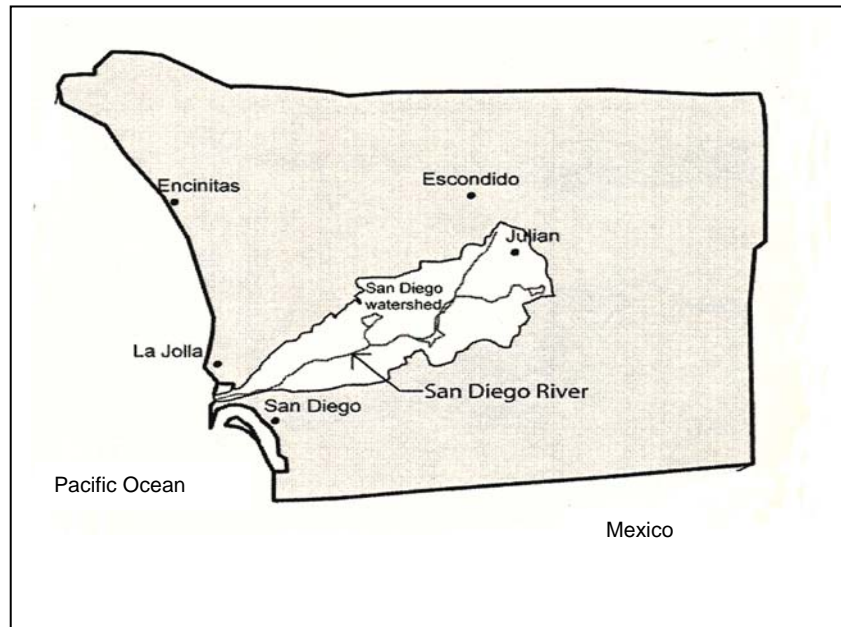 Encinitas
Escondido
Julian
San Diego
watershed
La Jolla
San Diego River
San Diego
Pacific Ocean
Mexico